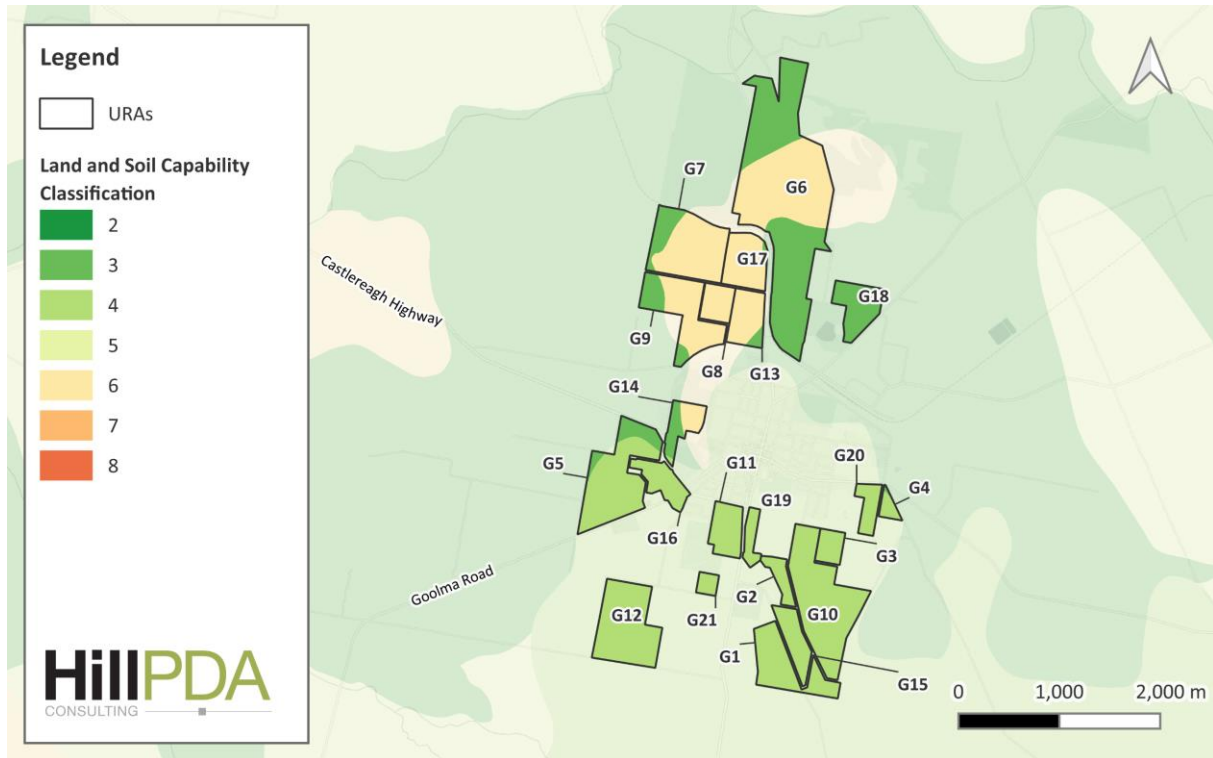 Legend
URAs
Land and Soil Capability
Classification
2
3
4
5
6
7
8
HillPDA
CONSULTING
G7
G6
G17
G18
Castlereagh Highway
G9
G8
G13
G14
G5
G11
G20
G4
G19
G16
G3
Goolma Road
G2
G12
G21
G10
G1
G15
0
1,000
2,000 m